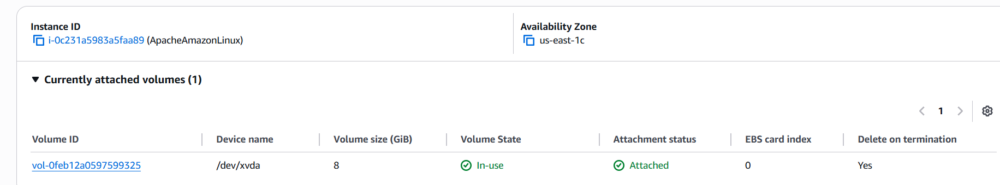 Instance ID
i-0c231a5983a5faa89 (ApacheAmazonLinux)
Availability Zone
us-east-1c
Currently attached volumes (1)
1
Volume ID Device name Volume size (GiB) Volume State Attachment status EBS card index Delete on termination
vol-0feb12a0597599325 /dev/xvda 8 In-use Attached 0 Yes